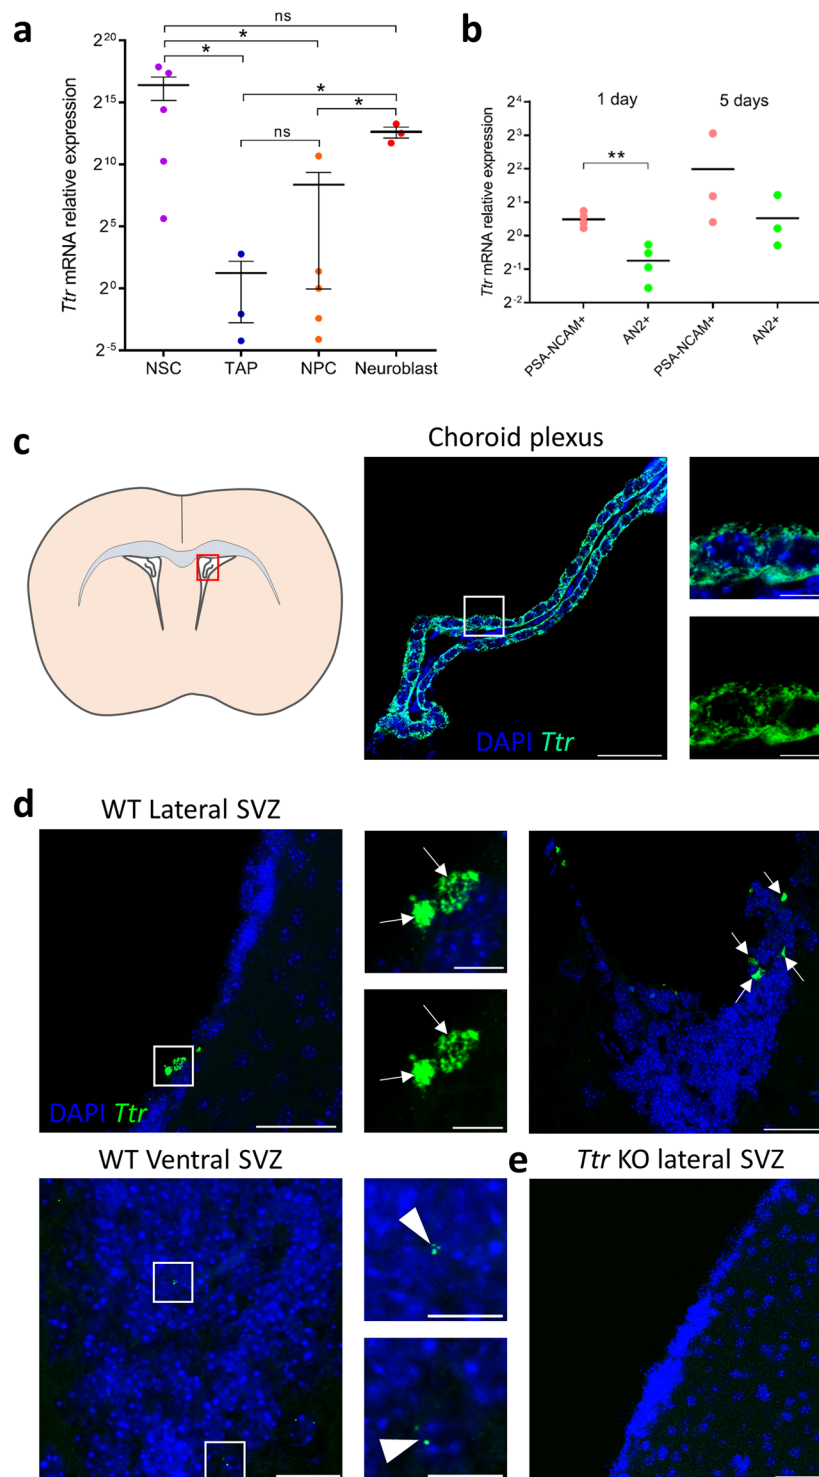 a
ns
*
*
*
*
ns
Ttr mRNA relative expression
2^20
2^15
2^10
2^5
2^0
2^-5
NSC TAP NPC Neuroblast
b
1 day 5 days
**
Ttr mRNA relative expression
2^4
2^3
2^2
2^1
2^0
2^-1
2^-2
PSA-NCAM+ AN2+ PSA-NCAM+ AN2+
c
Choroid plexus
DAPI Ttr
d
WT Lateral SVZ
DAPI Ttr
WT Ventral SVZ
e
Ttr KO lateral SVZ